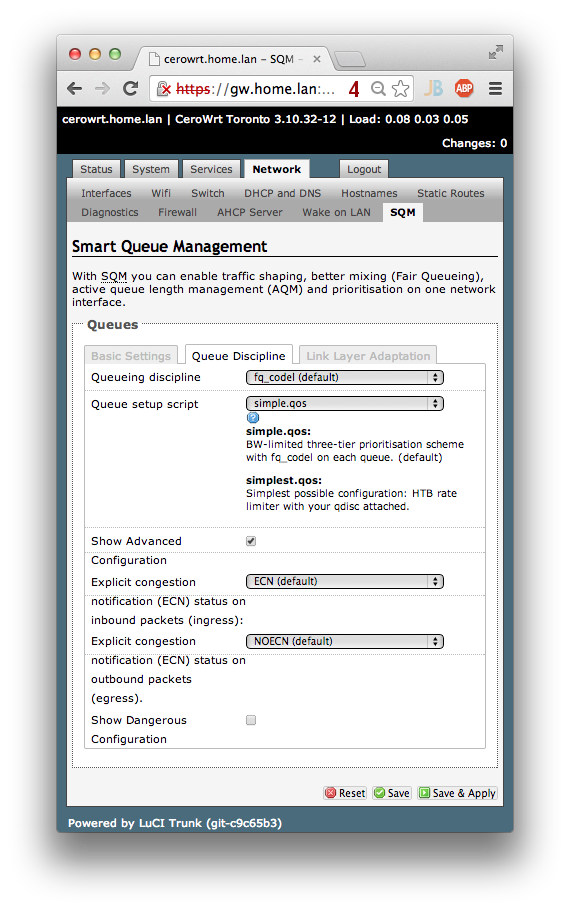 cerowrt.home.lan – SQM –
https://gw.home.lan:...
4
JB
ABP
cerowrt.home.lan | CeroWrt Toronto 3.10.32-12 | Load: 0.08 0.03 0.05
Changes: 0
Status System Services Network Logout
Interfaces Wifi Switch DHCP and DNS Hostnames Static Routes
Diagnostics Firewall AHCP Server Wake on LAN SQM
Smart Queue Management
With SQM you can enable traffic shaping, better mixing (Fair Queueing),
active queue length management (AQM) and prioritisation on one network
interface.
Queues
Basic Settings Queue Discipline Link Layer Adaptation
Queueing discipline fq_codel (default)
Queue setup script simple.qos
?
simple.qos:
BW-limited three-tier prioritisation scheme
with fq_codel on each queue. (default)
simplest.qos:
Simplest possible configuration: HTB rate
limiter with your qdisc attached.
Show Advanced
Configuration
Explicit congestion ECN (default)
notification (ECN) status on
inbound packets (ingress):
Explicit congestion NOECN (default)
notification (ECN) status on
outbound packets
(egress).
Show Dangerous
Configuration
Reset Save Save & Apply
Powered by LuCI Trunk (git-c9c65b3)